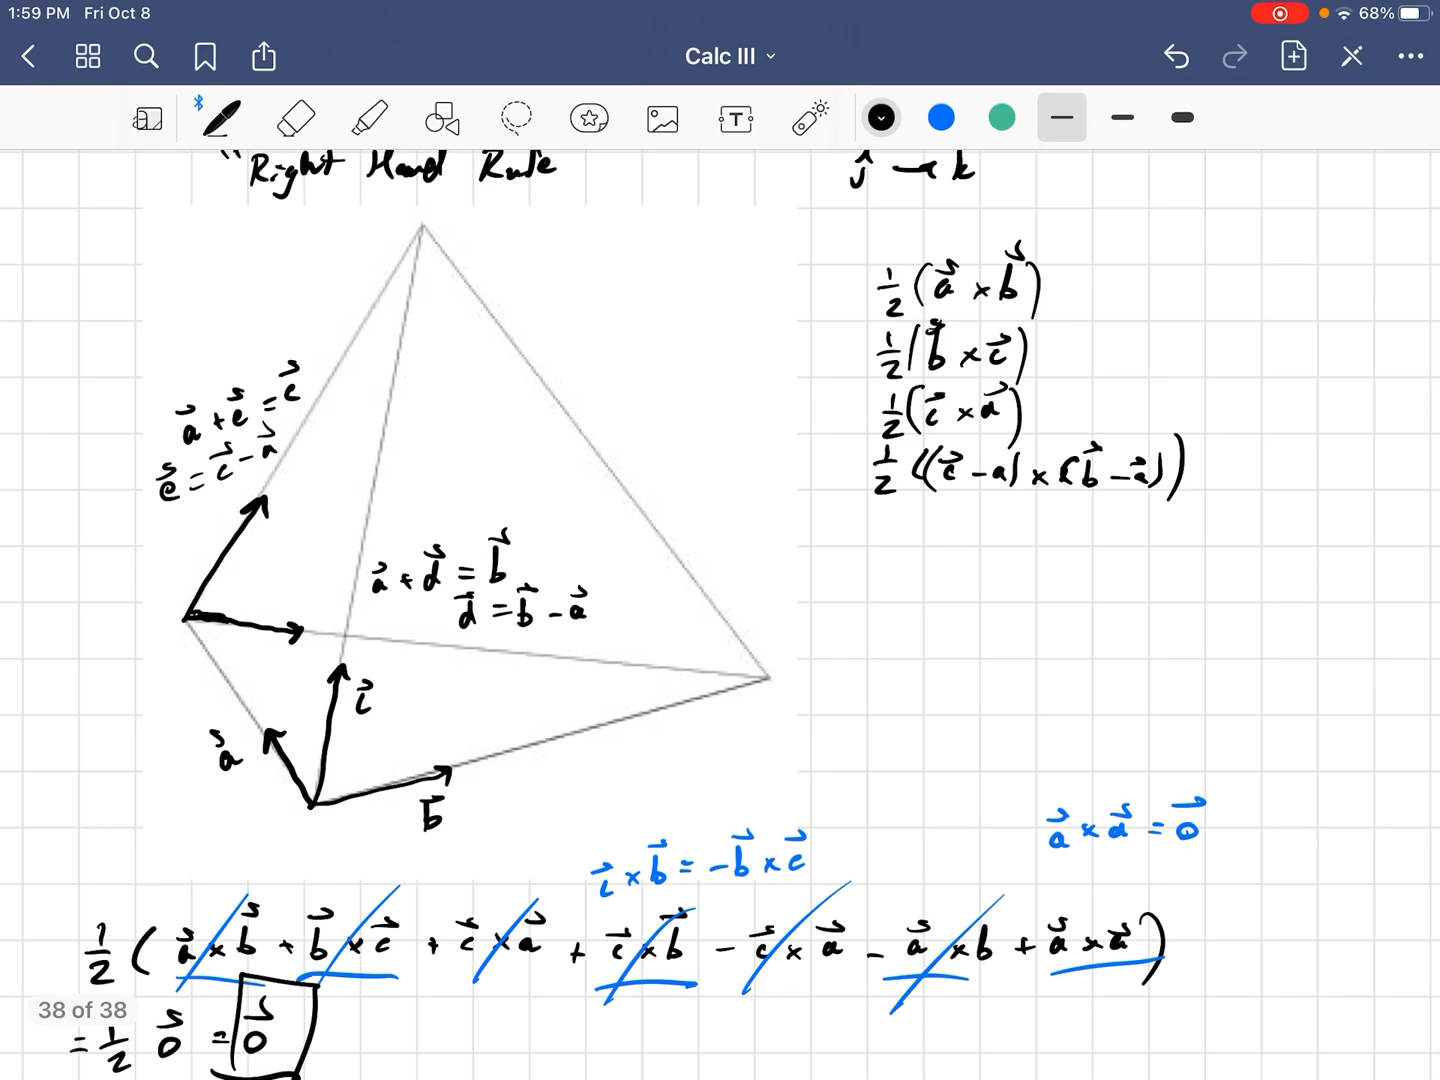 1:59 PM Fri Oct 8
68%
Calc III
T
"Right Hand Rule
ĵ → k
½(a⃗ × b⃗)
½(b⃗ × c⃗)
½(c⃗ × a⃗)
½((c⃗ - a) × (b⃗ - a⃗))
a⃗ + e⃗ = c⃗
e⃗ = c⃗ - a⃗
a⃗ + d⃗ = b⃗
d⃗ = b⃗ - a⃗
c⃗
a⃗
b⃗
a⃗ × a⃗ = 0⃗
c⃗ × b⃗ = -b⃗ × c⃗
½(a⃗ × b⃗ + b⃗ × c⃗ + c⃗ × a⃗ + c⃗ × b⃗ - c⃗ × a⃗ - a⃗ × b + a⃗ × a⃗)
38 of 38
= ½ 0⃗ = 0⃗